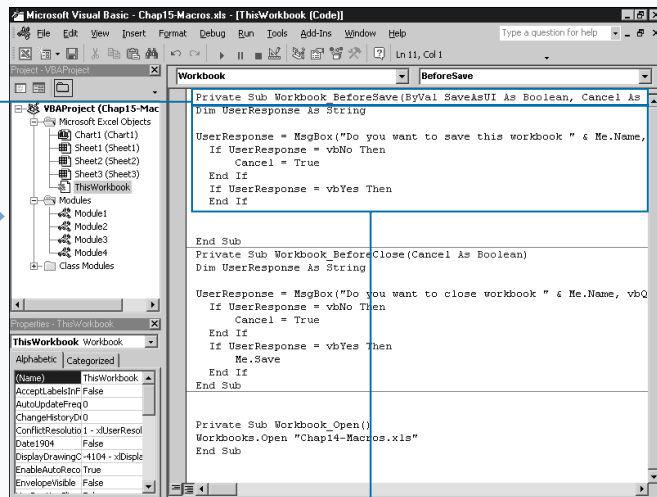 Microsoft Visual Basic - Chap15-Macros.xls - [ThisWorkbook (Code)]
File Edit View Insert Format Debug Run Tools Add-Ins Window Help
Type a question for help
Ln 11, Col 1
Project - VBAProject
Workbook
BeforeSave
VBAProject (Chap15-Mac
Microsoft Excel Objects
Chart1 (Chart1)
Sheet1 (Sheet1)
Sheet2 (Sheet2)
Sheet3 (Sheet3)
ThisWorkbook
Modules
Module1
Module2
Module3
Module4
Class Modules
Properties - ThisWorkbook
ThisWorkbook Workbook
Alphabetic Categorized
(Name) ThisWorkbook
AcceptLabelsInF False
AutoUpdateFreq 0
ChangeHistoryD 0
ConflictResolutio 1 - xlUserResol
Date1904 False
DisplayDrawingC -4104 - xlDispla
EnableAutoReco True
EnvelopeVisible False
Private Sub Workbook_BeforeSave(ByVal SaveAsUI As Boolean, Cancel As
Dim UserResponse As String
UserResponse = MsgBox("Do you want to save this workbook " & Me.Name,
If UserResponse = vbNo Then
Cancel = True
End If
If UserResponse = vbYes Then
End If
End Sub
Private Sub Workbook_BeforeClose(Cancel As Boolean)
Dim UserResponse As String
UserResponse = MsgBox("Do you want to close workbook " & Me.Name, vbQ
If UserResponse = vbNo Then
Cancel = True
End If
If UserResponse = vbYes Then
Me.Save
End If
End Sub
Private Sub Workbook_Open()
Workbooks.Open "Chap14-Macros.xls"
End Sub